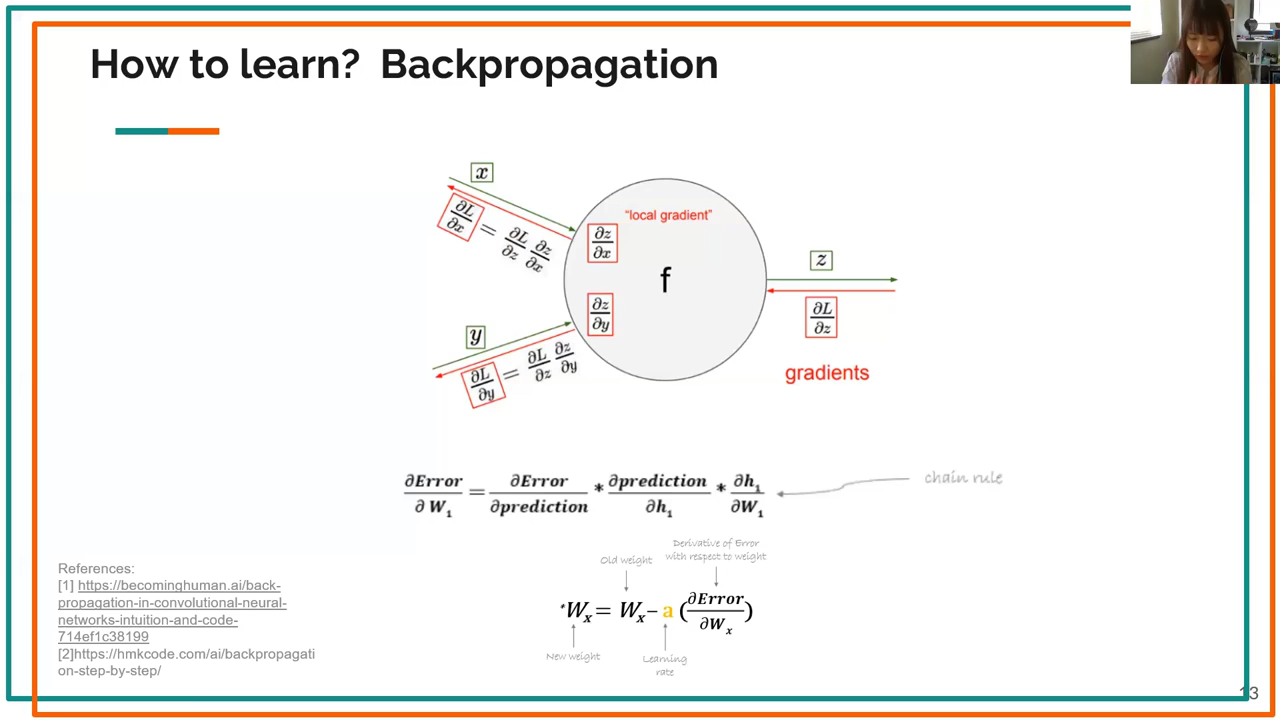 How to learn? Backpropagation
x
"local gradient"
∂L/∂x = ∂L/∂z ∂z/∂x
∂z/∂x
f
z
∂z/∂y
y
∂L/∂z
∂L/∂y = ∂L/∂z ∂z/∂y
gradients
∂Error/∂W₁ = ∂Error/∂prediction * ∂prediction/∂h₁ * ∂h₁/∂W₁
chain rule
Old weight
Derivative of Error
with respect to weight
*Wₓ = Wₓ - a (∂Error/∂Wₓ)
New weight
Learning
rate
References:
[1] https://becominghuman.ai/back-
propagation-in-convolutional-neural-
networks-intuition-and-code-
714ef1c38199
[2]https://hmkcode.com/ai/backpropagati
on-step-by-step/
13